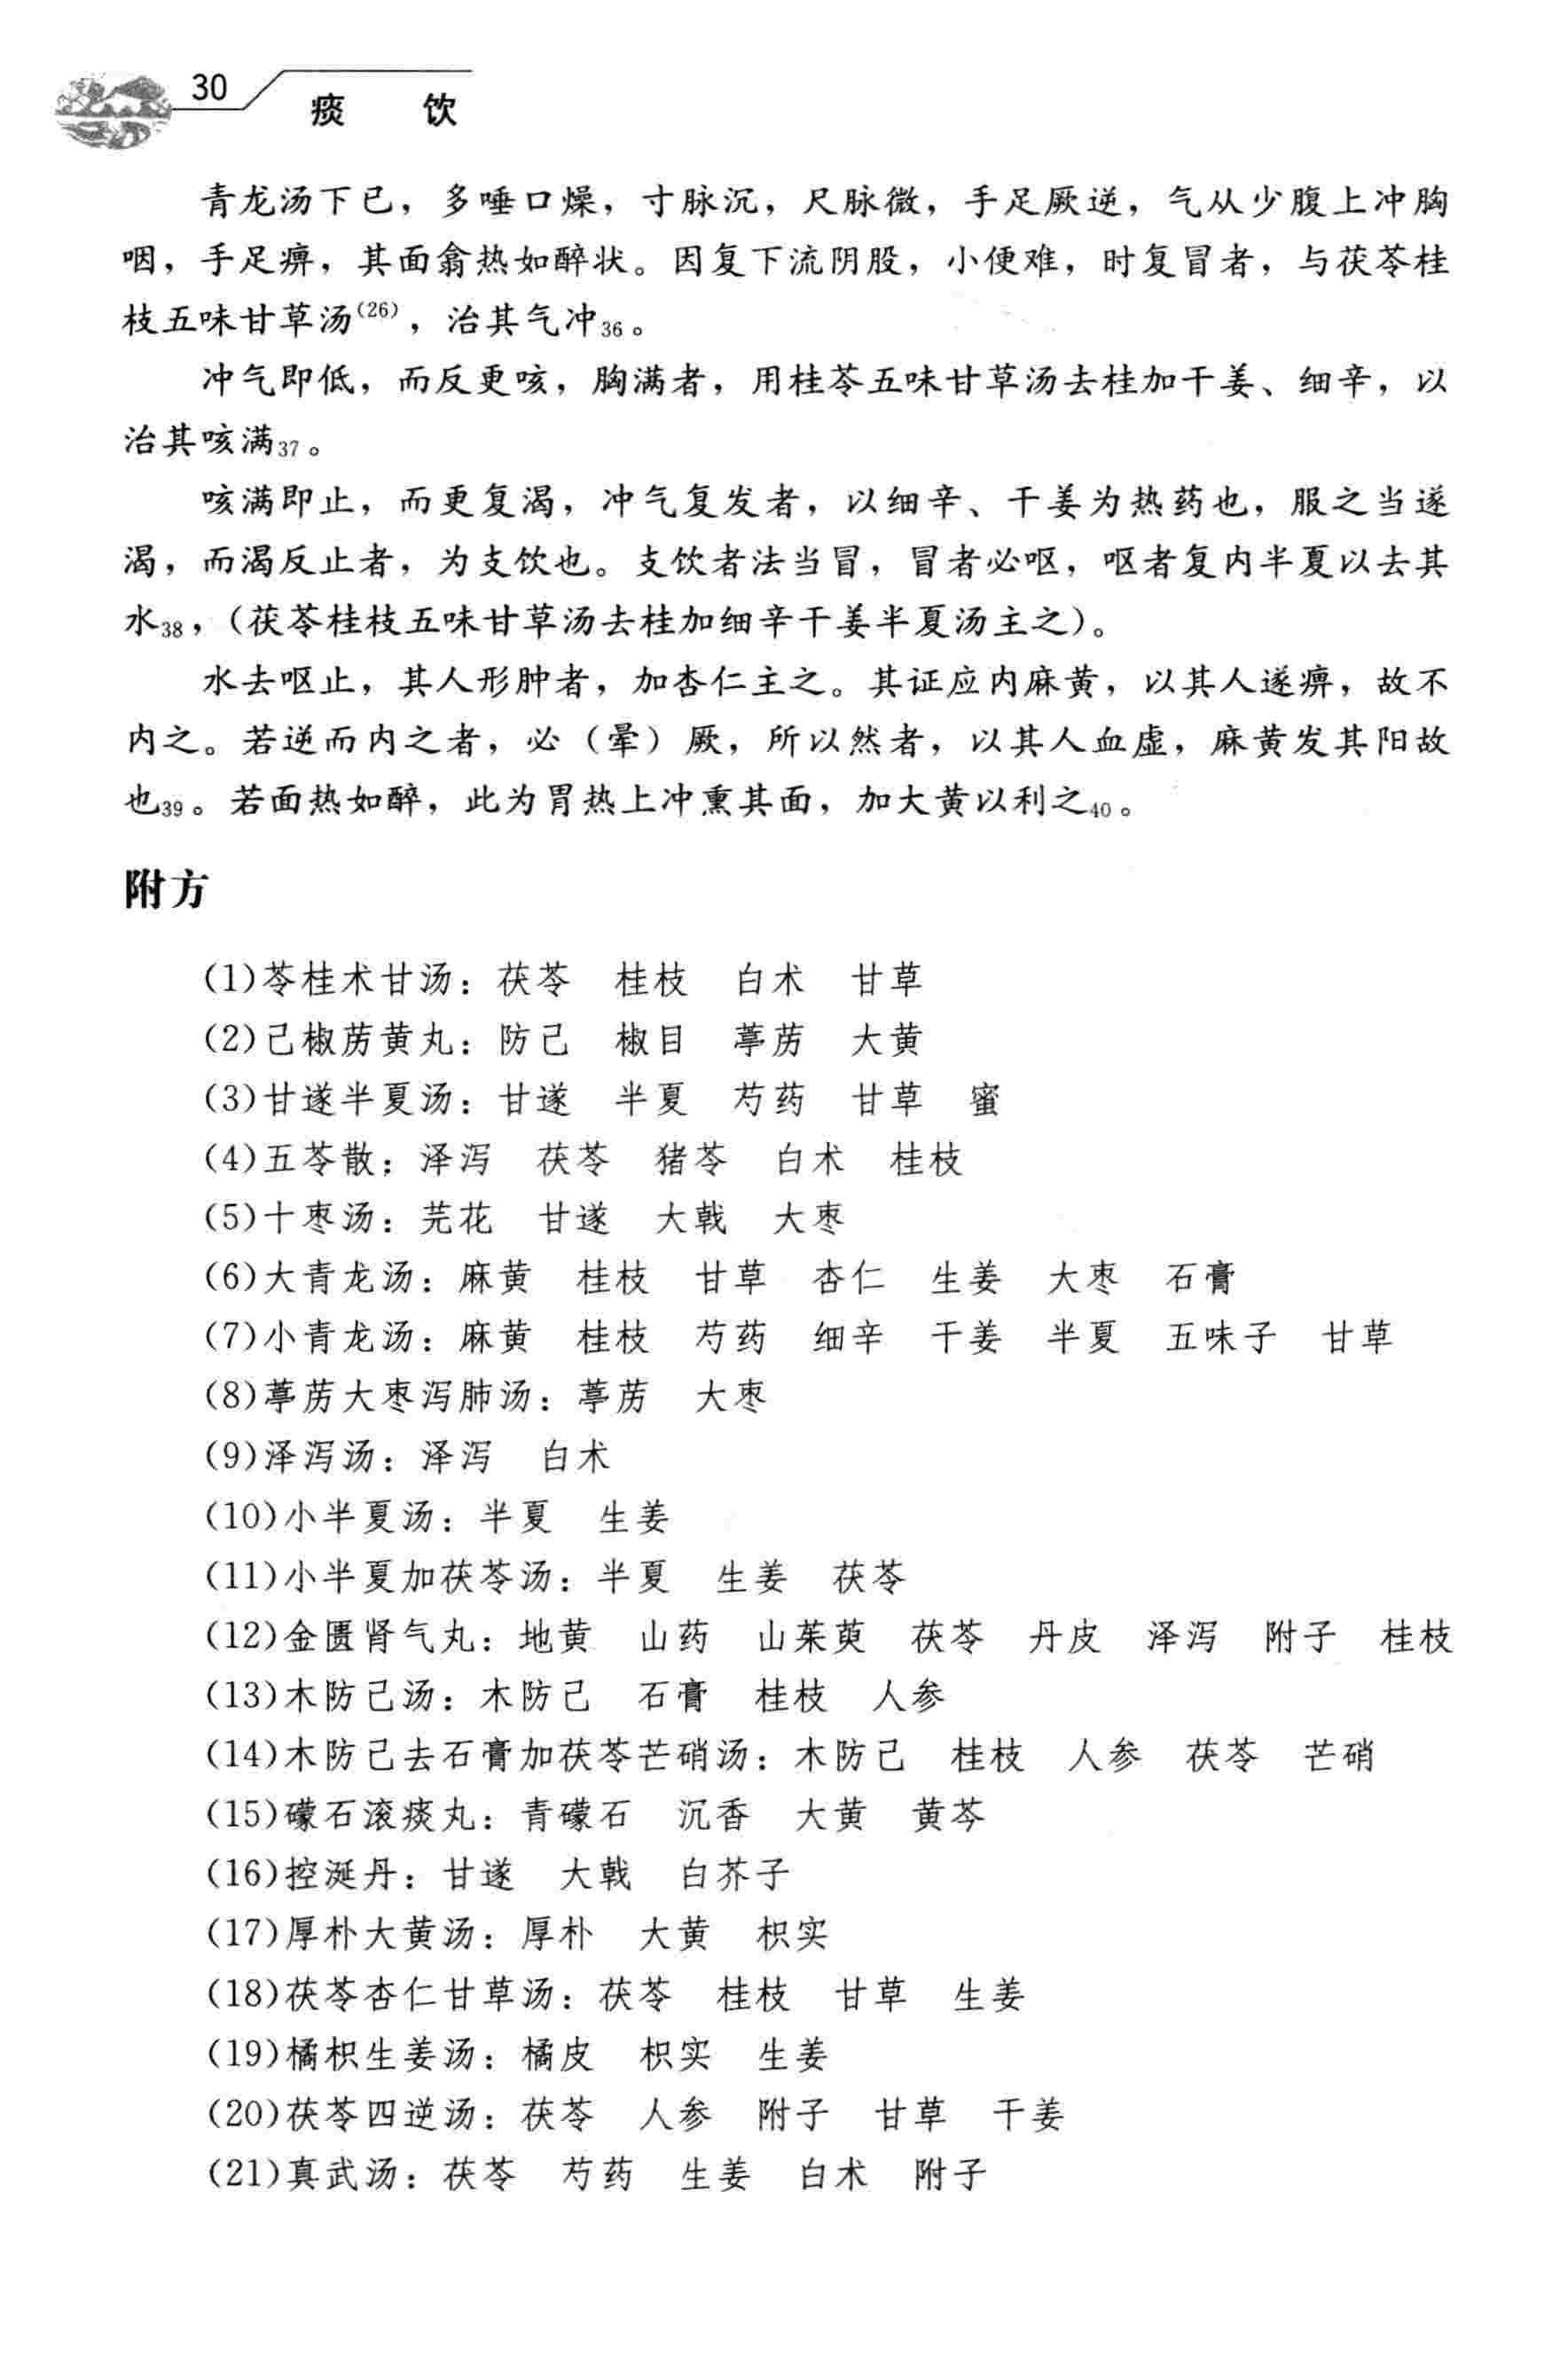 30
痰 饮
青龙汤下已，多唾口燥，寸脉沉，尺脉微，手足厥逆，气从少腹上冲胸
咽，手足痹，其面翕热如醉状。因复下流阴股，小便难，时复冒者，与茯苓桂
枝五味甘草汤(26)，治其气冲36。
冲气即低，而反更咳，胸满者，用桂苓五味甘草汤去桂加干姜、细辛，以
治其咳满37。
咳满即止，而更复渴，冲气复发者，以细辛、干姜为热药也，服之当遂
渴，而渴反止者，为支饮也。支饮者法当冒，冒者必呕，呕者复内半夏以去其
水38，（茯苓桂枝五味甘草汤去桂加细辛干姜半夏汤主之）。
水去呕止，其人形肿者，加杏仁主之。其证应内麻黄，以其人遂痹，故不
内之。若逆而内之者，必（晕）厥，所以然者，以其人血虚，麻黄发其阳故
也39。若面热如醉，此为胃热上冲熏其面，加大黄以利之40。
附方
(1)苓桂术甘汤：茯苓 桂枝 白术 甘草
(2)己椒苈黄丸：防己 椒目 葶苈 大黄
(3)甘遂半夏汤：甘遂 半夏 芍药 甘草 蜜
(4)五苓散：泽泻 茯苓 猪苓 白术 桂枝
(5)十枣汤：芫花 甘遂 大戟 大枣
(6)大青龙汤：麻黄 桂枝 甘草 杏仁 生姜 大枣 石膏
(7)小青龙汤：麻黄 桂枝 芍药 细辛 干姜 半夏 五味子 甘草
(8)葶苈大枣泻肺汤：葶苈 大枣
(9)泽泻汤：泽泻 白术
(10)小半夏汤：半夏 生姜
(11)小半夏加茯苓汤：半夏 生姜 茯苓
(12)金匮肾气丸：地黄 山药 山茱萸 茯苓 丹皮 泽泻 附子 桂枝
(13)木防己汤：木防己 石膏 桂枝 人参
(14)木防己去石膏加茯苓芒硝汤：木防己 桂枝 人参 茯苓 芒硝
(15)礞石滚痰丸：青礞石 沉香 大黄 黄芩
(16)控涎丹：甘遂 大戟 白芥子
(17)厚朴大黄汤：厚朴 大黄 枳实
(18)茯苓杏仁甘草汤：茯苓 桂枝 甘草 生姜
(19)橘枳生姜汤：橘皮 枳实 生姜
(20)茯苓四逆汤：茯苓 人参 附子 甘草 干姜
(21)真武汤：茯苓 芍药 生姜 白术 附子